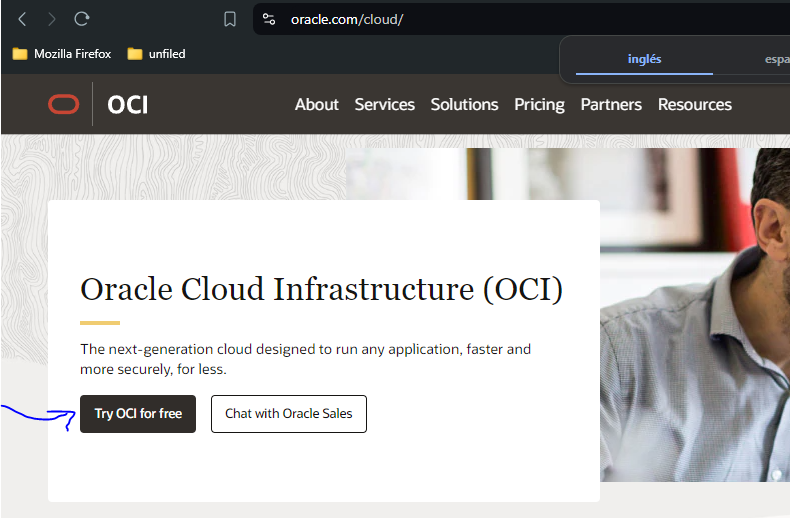 oracle.com/cloud/
Mozilla Firefox unfiled
inglés
OCI About Services Solutions Pricing Partners Resources
Oracle Cloud Infrastructure (OCI)
The next-generation cloud designed to run any application, faster and
more securely, for less.
Try OCI for free Chat with Oracle Sales